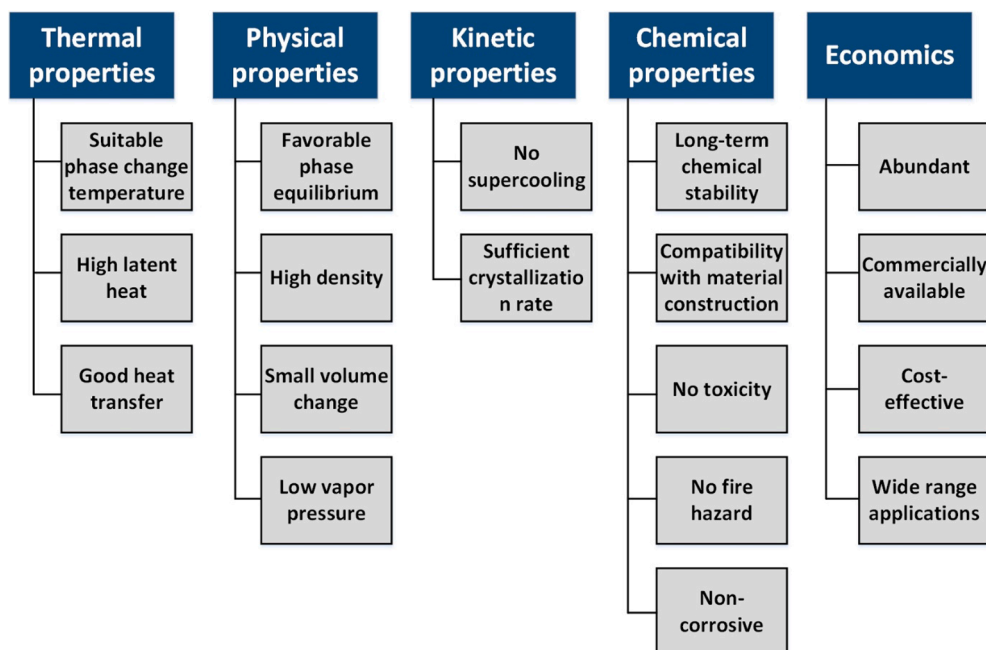 Thermal
properties
Suitable
phase change
temperature
High latent
heat
Good heat
transfer
Physical
properties
Favorable
phase
equilibrium
High density
Small volume
change
Low vapor
pressure
Kinetic
properties
No
supercooling
Sufficient
crystallizatio
n rate
Chemical
properties
Long-term
chemical
stability
Compatibility
with material
construction
No toxicity
No fire
hazard
Non-
corrosive
Economics
Abundant
Commercially
available
Cost-
effective
Wide range
applications